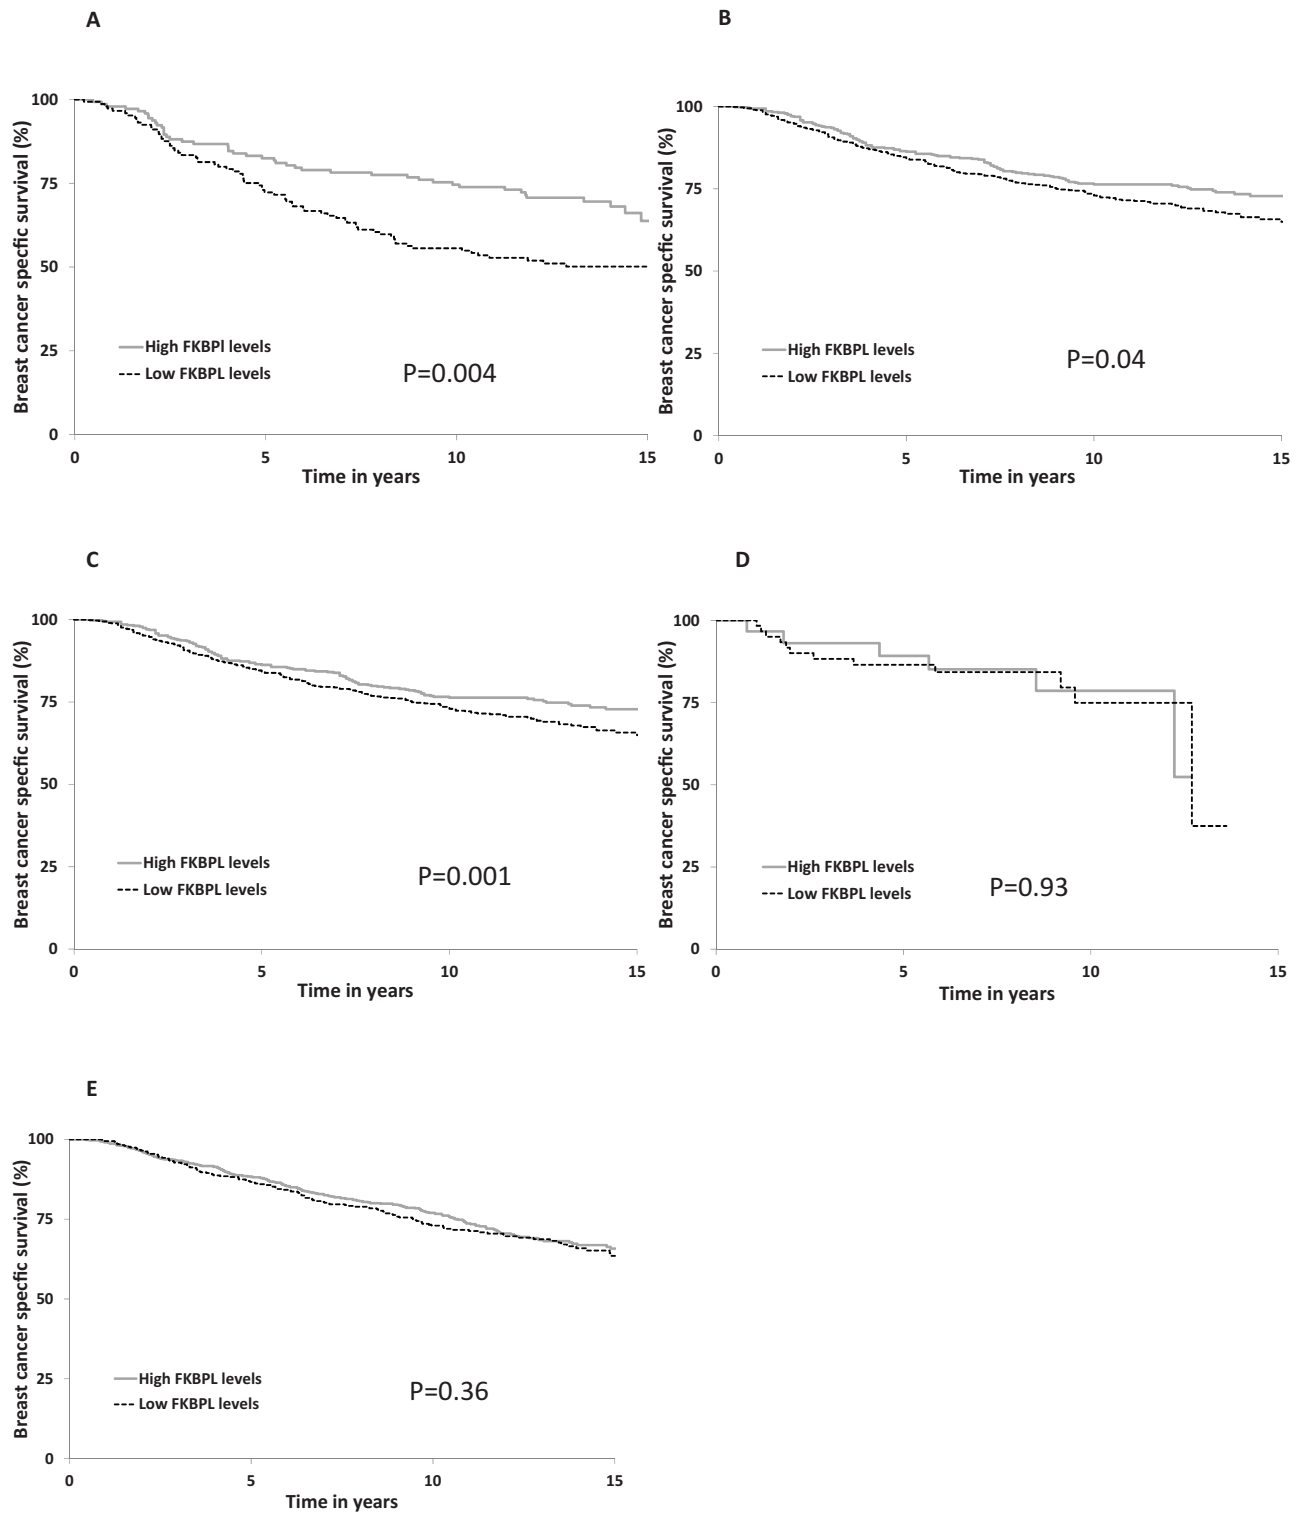 A
Breast cancer specfic survival (%)
100
75
50
25
0
High FKBPl levels
Low FKBPL levels
P=0.004
0 5 10 15
Time in years
B
Breast cancer specfic survival (%)
100
75
50
25
0
High FKBPL levels
Low FKBPL levels
P=0.04
0 5 10 15
Time in years
C
Breast cancer specfic survival (%)
100
75
50
25
0
High FKBPL levels
Low FKBPL levels
P=0.001
0 5 10 15
Time in years
D
Breast cancer specfic survival (%)
100
75
50
25
0
High FKBPL levels
Low FKBPL levels
P=0.93
0 5 10 15
Time in years
E
Breast cancer specfic survival (%)
100
75
50
25
0
High FKBPL levels
Low FKBPL levels
P=0.36
0 5 10 15
Time in years